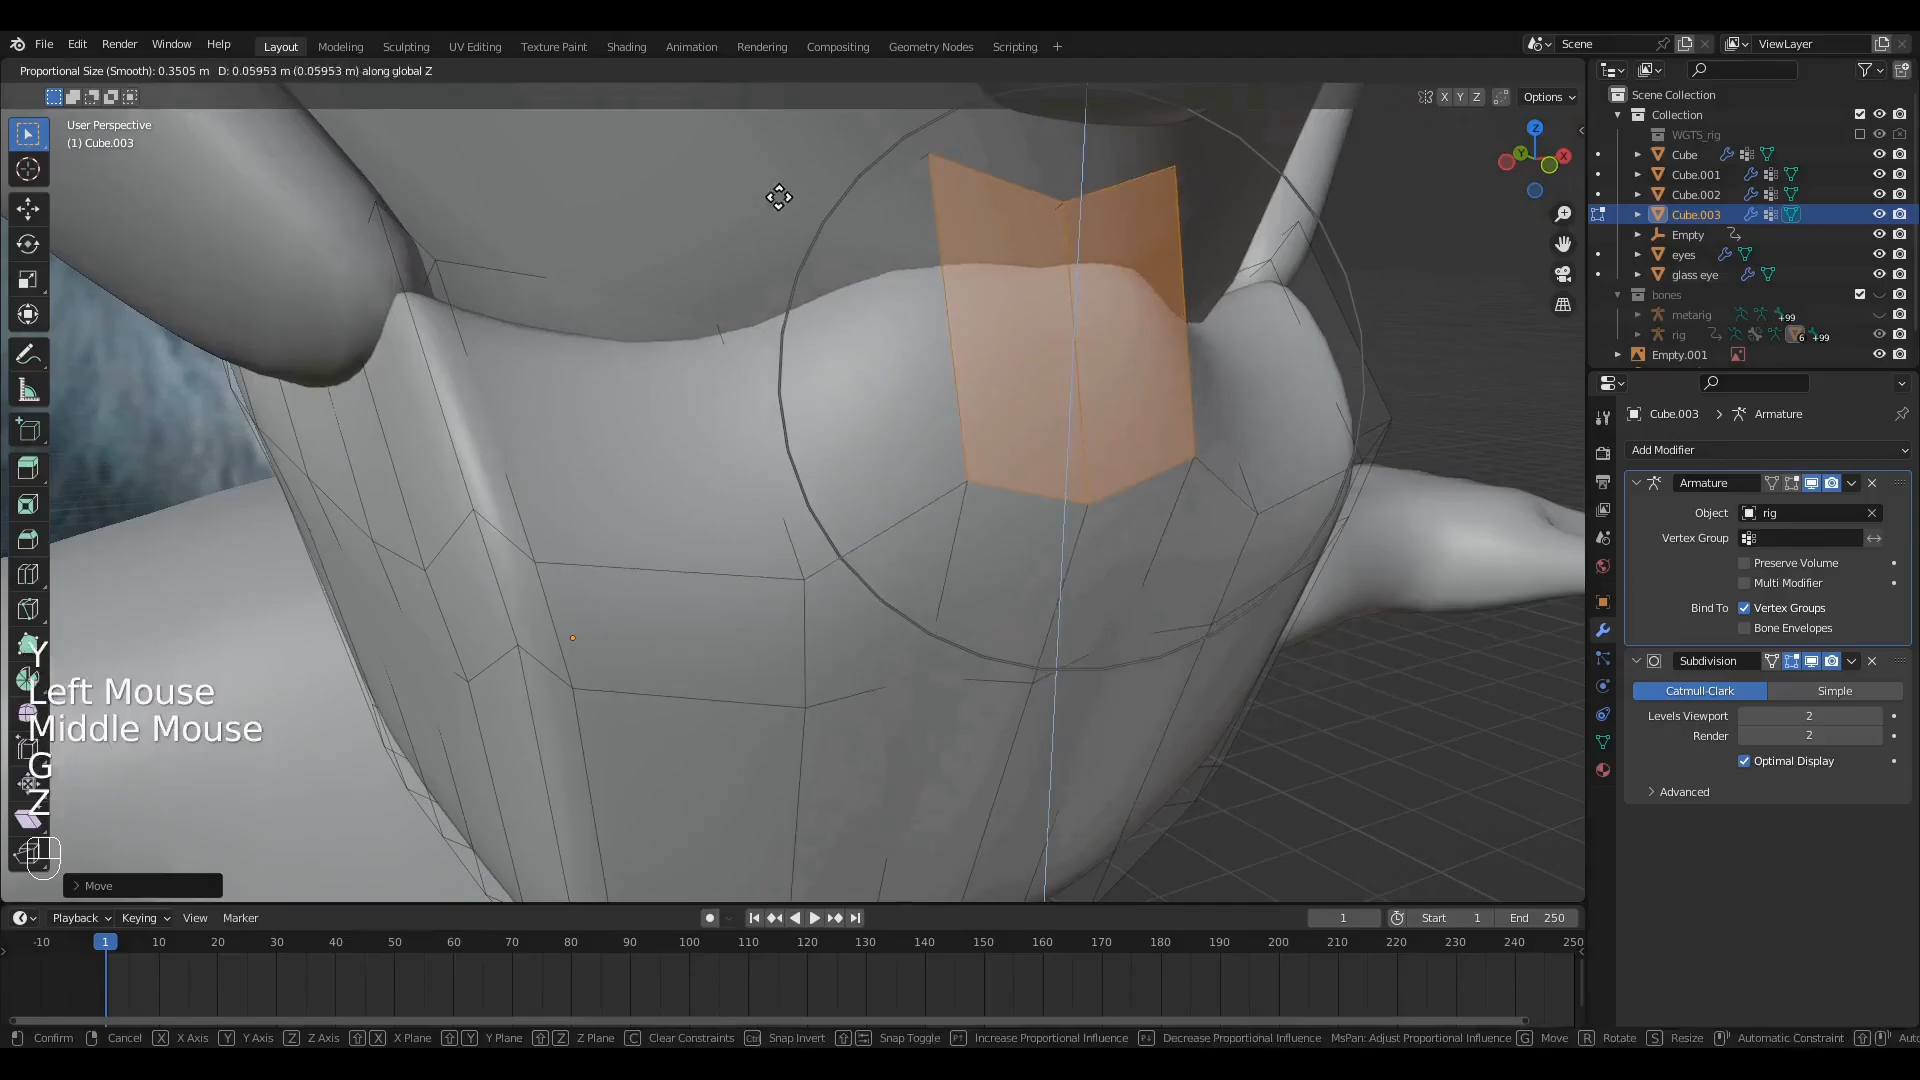 File Edit Render Window Help Layout Modeling Sculpting UV Editing Texture Paint Shading Animation Rendering Compositing Geometry Nodes Scripting + Scene ViewLayer
Proportional Size (Smooth): 0.3505 m D: 0.05953 m (0.05953 m) along global Z
X Y Z Options
User Perspective
(1) Cube.003
Z
Y
X
Y
Left Mouse
Middle Mouse
G
Z
Move
Scene Collection
Collection
WGTS_rig
Cube
Cube.001
Cube.002
Cube.003
Empty
eyes
glass eye
bones
metarig +99
rig 6 +99
Empty.001
Cube.003 > Armature
Add Modifier
Armature
Object rig
Vertex Group
Preserve Volume
Multi Modifier
Bind To Vertex Groups
Bone Envelopes
Subdivision
Catmull-Clark Simple
Levels Viewport 2
Render 2
Optimal Display
Advanced
Playback Keying View Marker 1 Start 1 End 250
-10 1 10 20 30 40 50 60 70 80 90 100 110 120 130 140 150 160 170 180 190 200 210 220 230 240 250
Confirm Cancel X X Axis Y Y Axis Z Z Axis X X Plane Y Y Plane Z Z Plane C Clear Constraints Ctrl Snap Invert Snap Toggle Increase Proportional Influence Decrease Proportional Influence MsPan: Adjust Proportional Influence G Move R Rotate S Resize Automatic Constraint